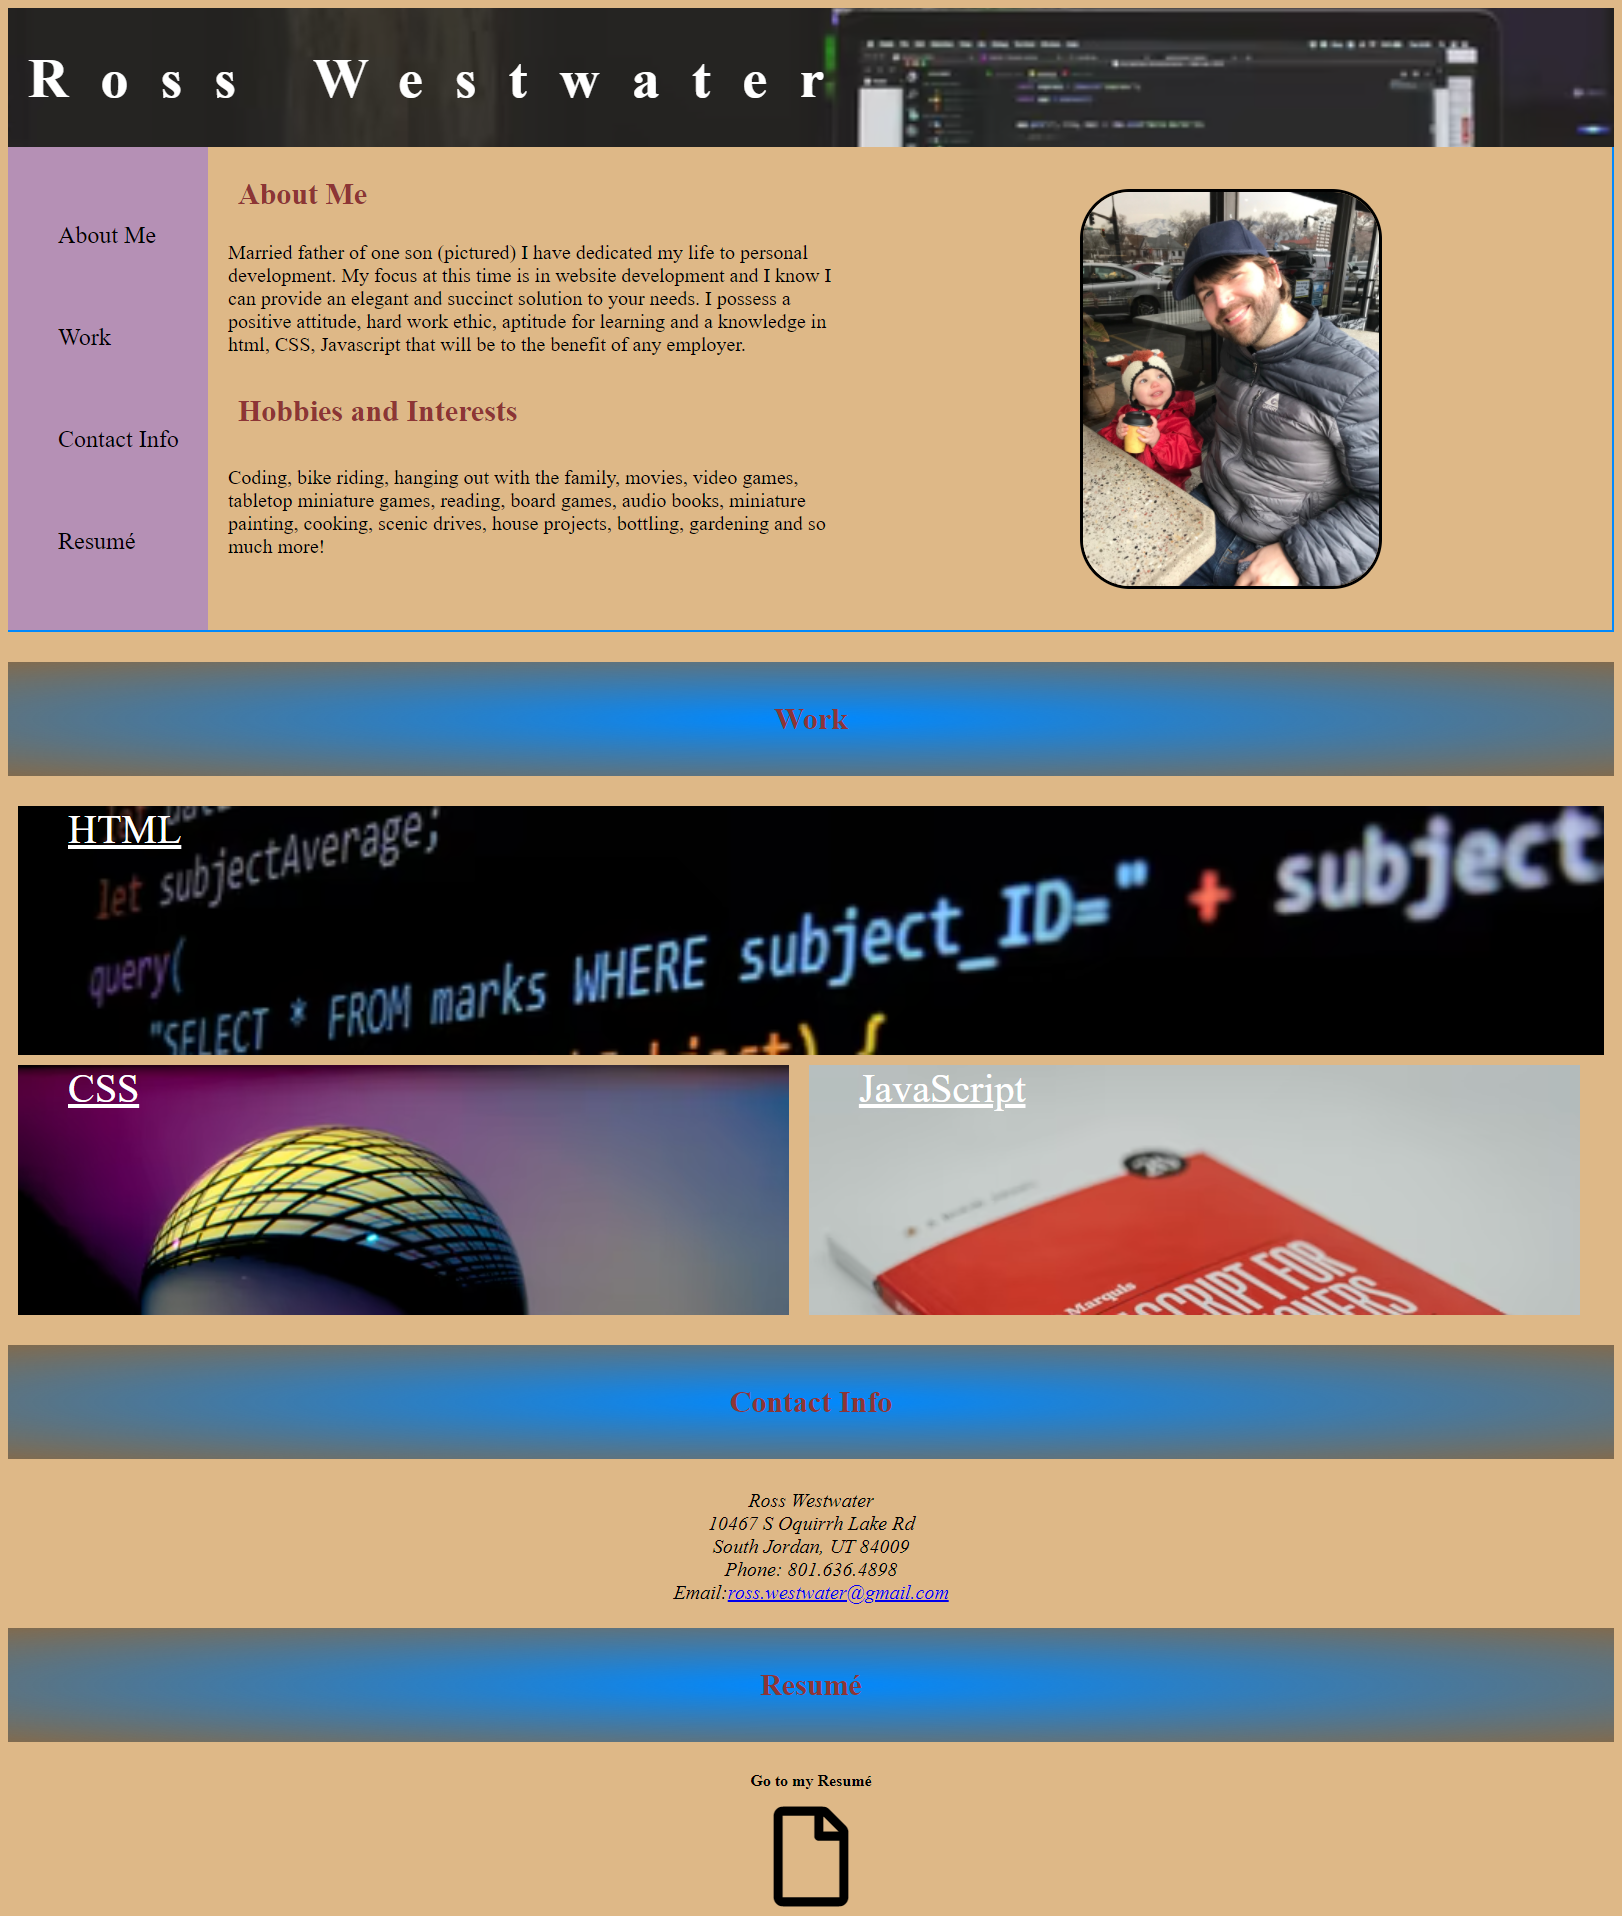 Ross Westwater
About Me
Work
Contact Info
Resumé
About Me
Married father of one son (pictured) I have dedicated my life to personal
development. My focus at this time is in website development and I know I
can provide an elegant and succinct solution to your needs. I possess a
positive attitude, hard work ethic, aptitude for learning and a knowledge in
html, CSS, Javascript that will be to the benefit of any employer.
Hobbies and Interests
Coding, bike riding, hanging out with the family, movies, video games,
tabletop miniature games, reading, board games, audio books, miniature
painting, cooking, scenic drives, house projects, bottling, gardening and so
much more!
Work
HTML
let subjectAverage;
query(
"SELECT * FROM marks WHERE subject_ID=" + subject
) {
CSS
JavaScript
Marquis
SCRIPT FOR
Contact Info
Ross Westwater
10467 S Oquirrh Lake Rd
South Jordan, UT 84009
Phone: 801.636.4898
Email:ross.westwater@gmail.com
Resumé
Go to my Resumé